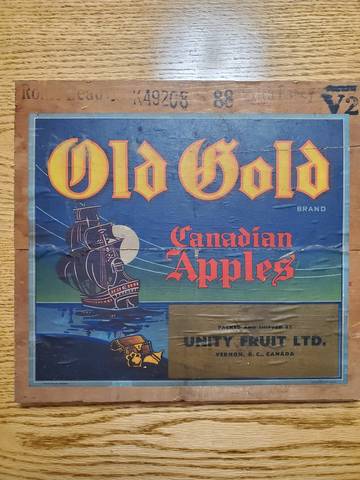 K49208 88
V2
Old Gold
BRAND
Canadian
Apples
PACKED AND SHIPPED BY
UNITY FRUIT LTD.
VERNON, B. C., CANADA